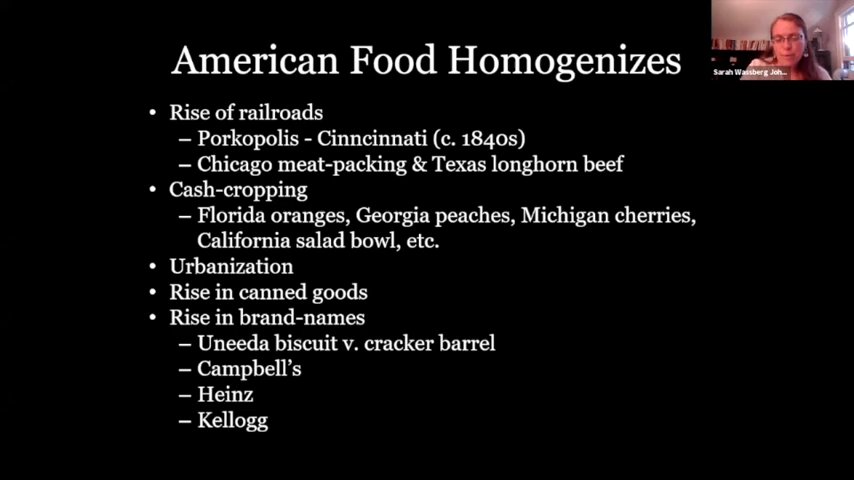 American Food Homogenizes
• Rise of railroads
– Porkopolis - Cinncinnati (c. 1840s)
– Chicago meat-packing & Texas longhorn beef
• Cash-cropping
– Florida oranges, Georgia peaches, Michigan cherries,
California salad bowl, etc.
• Urbanization
• Rise in canned goods
• Rise in brand-names
– Uneeda biscuit v. cracker barrel
– Campbell’s
– Heinz
– Kellogg
Sarah Wassberg Joh...